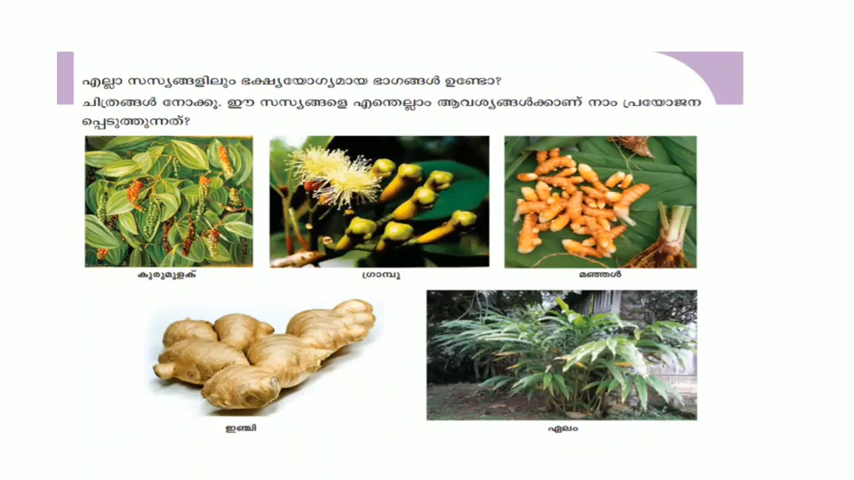 എല്ലാ സസ്യങ്ങളിലും ഭക്ഷ്യയോഗ്യമായ ഭാഗങ്ങൾ ഉണ്ടോ?
ചിത്രങ്ങൾ നോക്കൂ. ഈ സസ്യങ്ങളെ എന്തെല്ലാം ആവശ്യങ്ങൾക്കാണ് നാം പ്രയോജന
പ്പെടുത്തുന്നത്?
കുരുമുളക് ഗ്രാമ്പൂ മഞ്ഞൾ
ഇഞ്ചി ഏലം